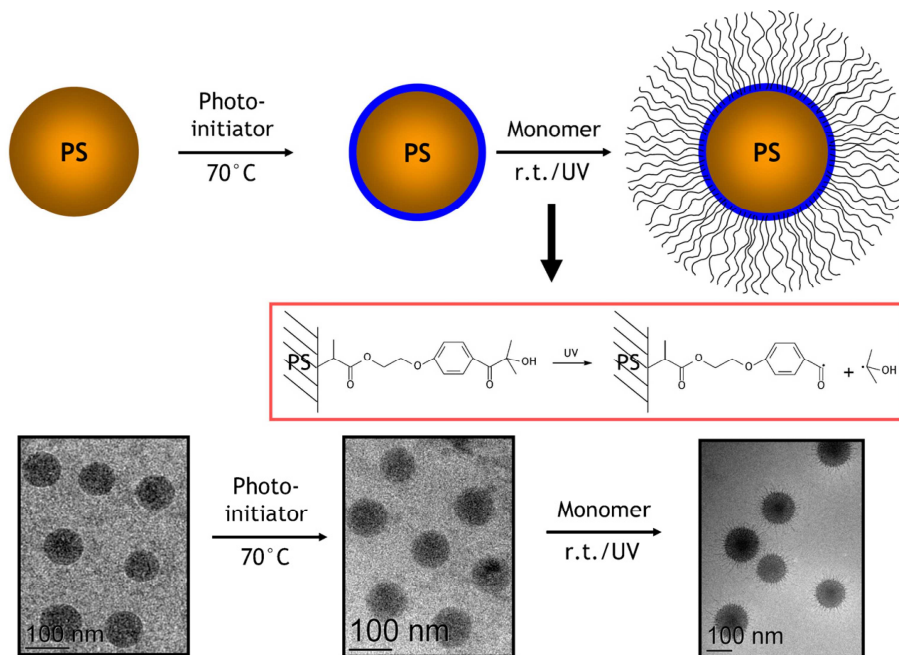 PS
Photo-
initiator
70°C
PS
Monomer
r.t./UV
PS
PS
O
O
O
O
OH
UV
PS
O
O
O
O
+
OH
Photo-
initiator
70°C
Monomer
r.t./UV
100 nm
100 nm
100 nm